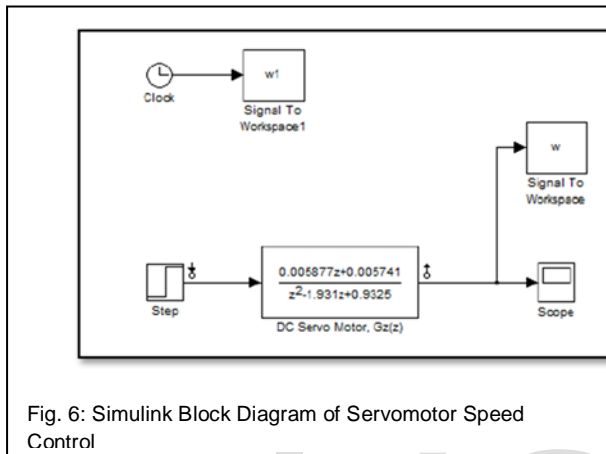 w1
Clock
Signal To
Workspace1
w
Signal To
Workspace
0.005877z+0.005741
z²-1.931z+0.9325
Step
DC Servo Motor, Gz(z)
Scope
Fig. 6: Simulink Block Diagram of Servomotor Speed
Control